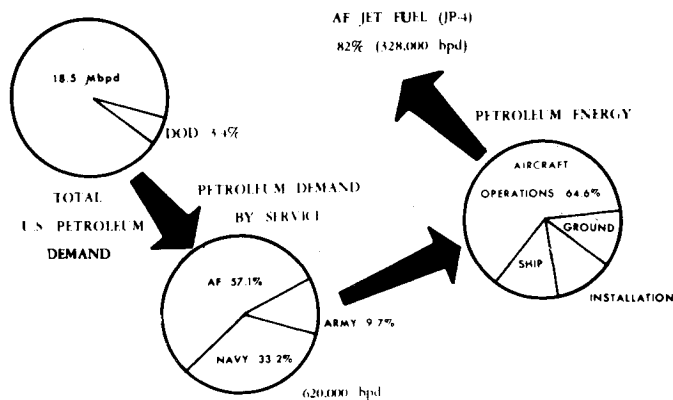 AF JET FUEL (JP-4)
82% (328,000 bpd)
18.5 Mbpd
DOD 3.4%
PETROLEUM ENERGY
TOTAL
U.S. PETROLEUM
DEMAND
PETROLEUM DEMAND
BY SERVICE
AIRCRAFT
OPERATIONS 64.6%
GROUND
SHIP
INSTALLATION
AF 57.1%
ARMY 9.7%
NAVY 33.2%
620,000 bpd